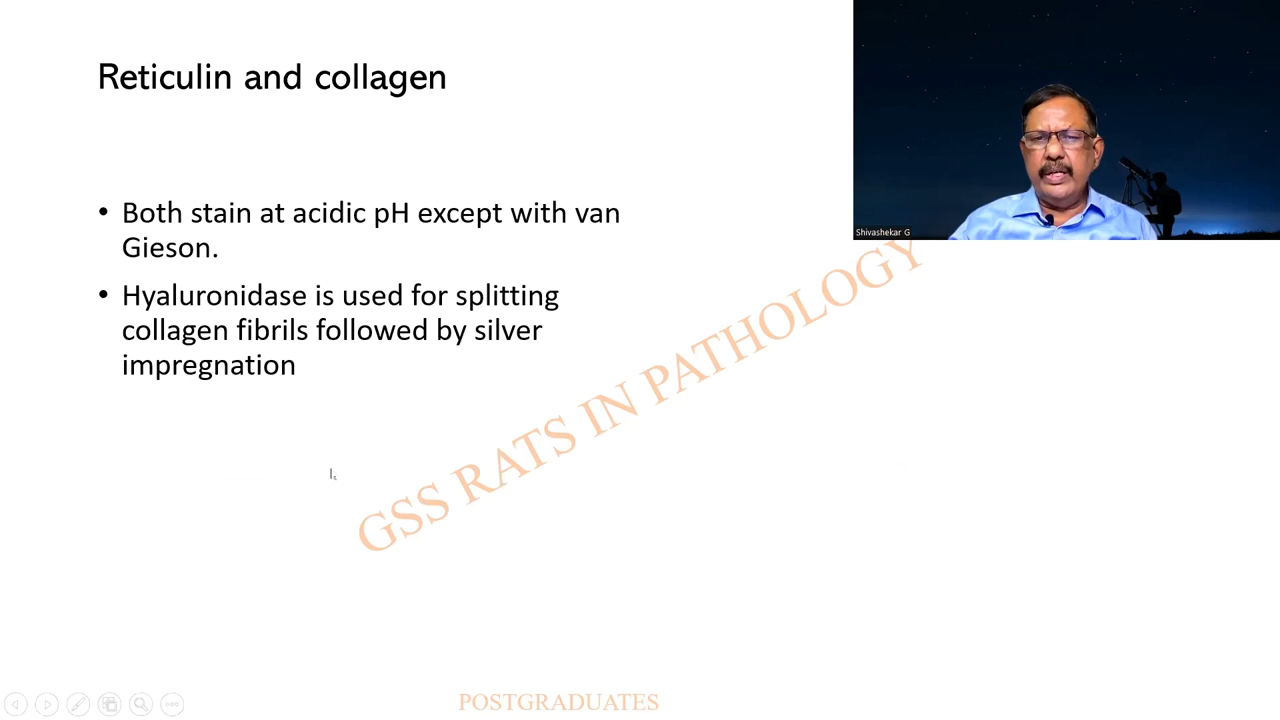 Reticulin and collagen
Shivashekar G
• Both stain at acidic pH except with van
Gieson.
• Hyaluronidase is used for splitting
collagen fibrils followed by silver
impregnation
GSS RATS IN PATHOLOGY
POSTGRADUATES